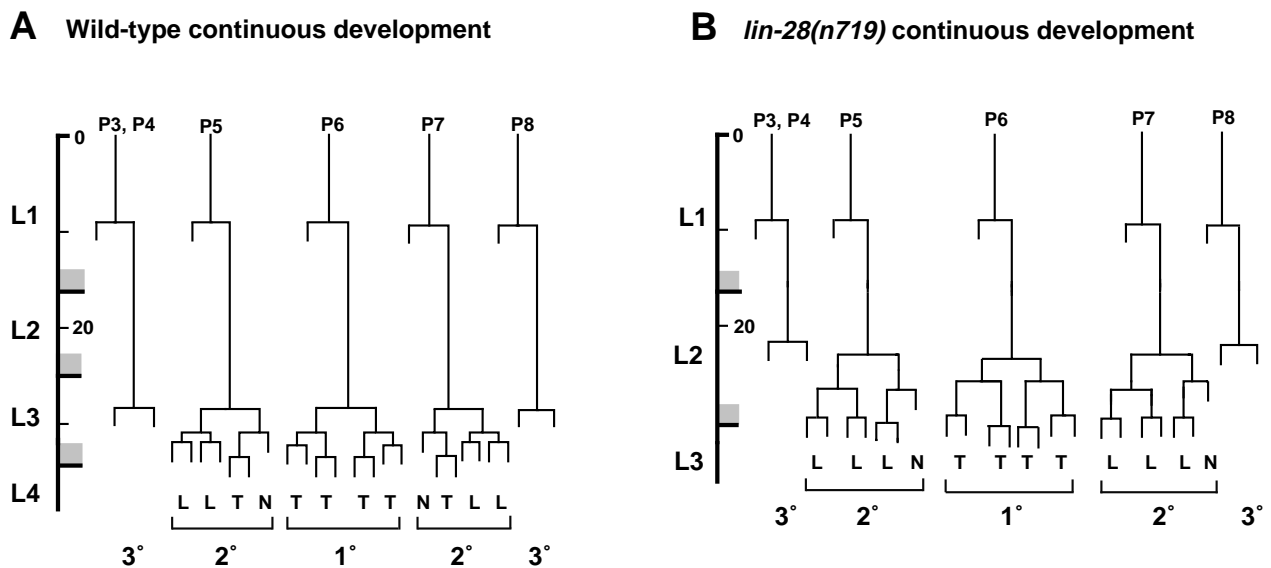 A Wild-type continuous development
P3, P4 P5 P6 P7 P8
0
L1
L2
20
L3
L4
L L T N T T T T N T L L
3° 2° 1° 2° 3°
B lin-28(n719) continuous development
P3, P4 P5 P6 P7 P8
0
L1
20
L2
L3
L L L N T T T T L L L N
3° 2° 1° 2° 3°